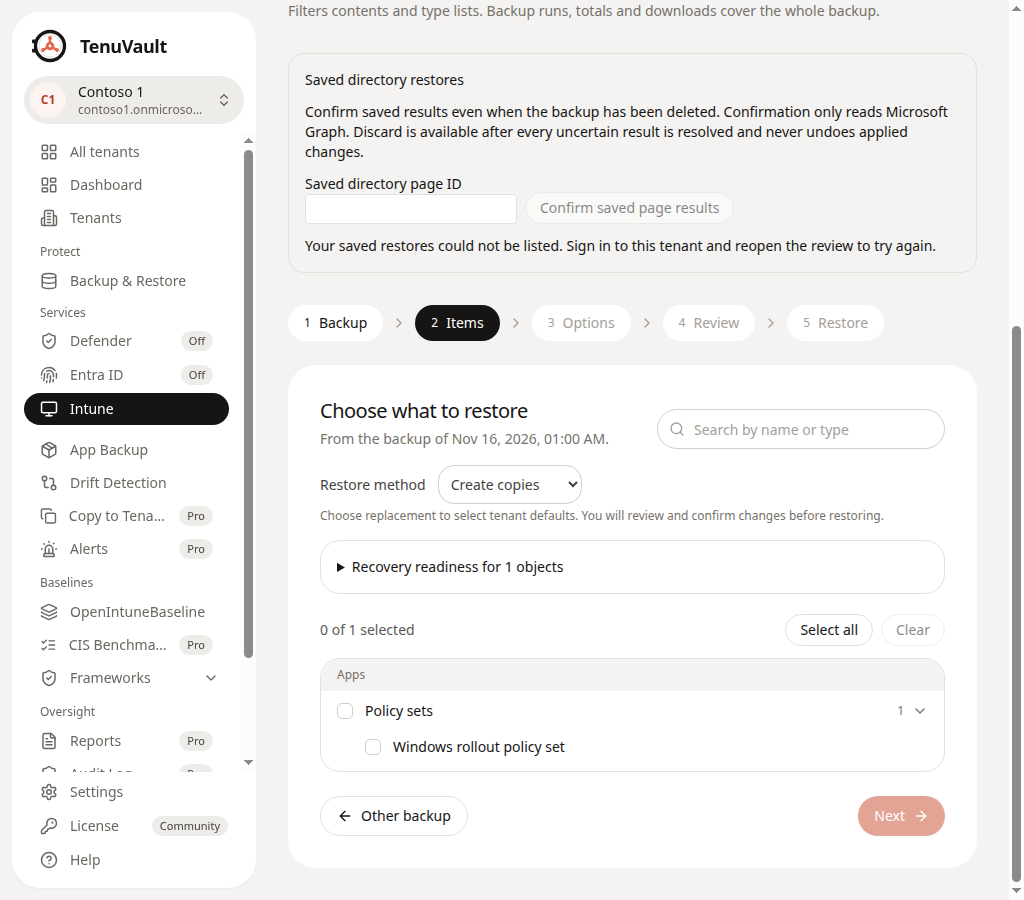 TenuVault
C1
Contoso 1
contoso1.onmicroso...
All tenants
Dashboard
Tenants
Protect
Backup & Restore
Services
Defender
Off
Entra ID
Off
Intune
App Backup
Drift Detection
Copy to Tena...
Pro
Alerts
Pro
Baselines
OpenIntuneBaseline
CIS Benchma...
Pro
Frameworks
Oversight
Reports
Pro
Audit Log
Pro
Settings
License
Community
Help
Filters contents and type lists. Backup runs, totals and downloads cover the whole backup.
Saved directory restores
Confirm saved results even when the backup has been deleted. Confirmation only reads Microsoft
Graph. Discard is available after every uncertain result is resolved and never undoes applied
changes.
Saved directory page ID
Confirm saved page results
Your saved restores could not be listed. Sign in to this tenant and reopen the review to try again.
1 Backup
2 Items
3 Options
4 Review
5 Restore
Choose what to restore
From the backup of Nov 16, 2026, 01:00 AM.
Search by name or type
Restore method
Create copies
Choose replacement to select tenant defaults. You will review and confirm changes before restoring.
Recovery readiness for 1 objects
0 of 1 selected
Select all
Clear
Apps
Policy sets
1
Windows rollout policy set
Other backup
Next